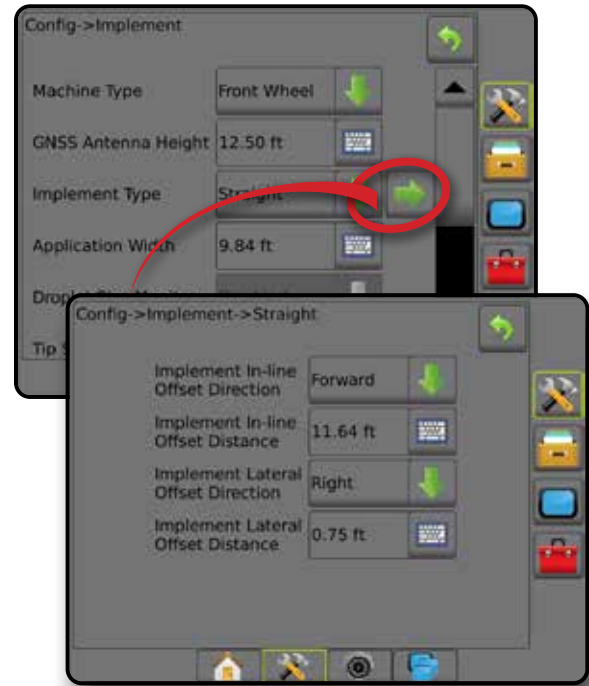 Config->Implement
Machine Type
Front Wheel
GNSS Antenna Height
12.50 ft
Implement Type
Straight
Application Width
9.84 ft
Config->Implement->Straight
Implement In-line
Offset Direction
Forward
Implement In-line
Offset Distance
11.64 ft
Implement Lateral
Offset Direction
Right
Implement Lateral
Offset Distance
0.75 ft
Tip